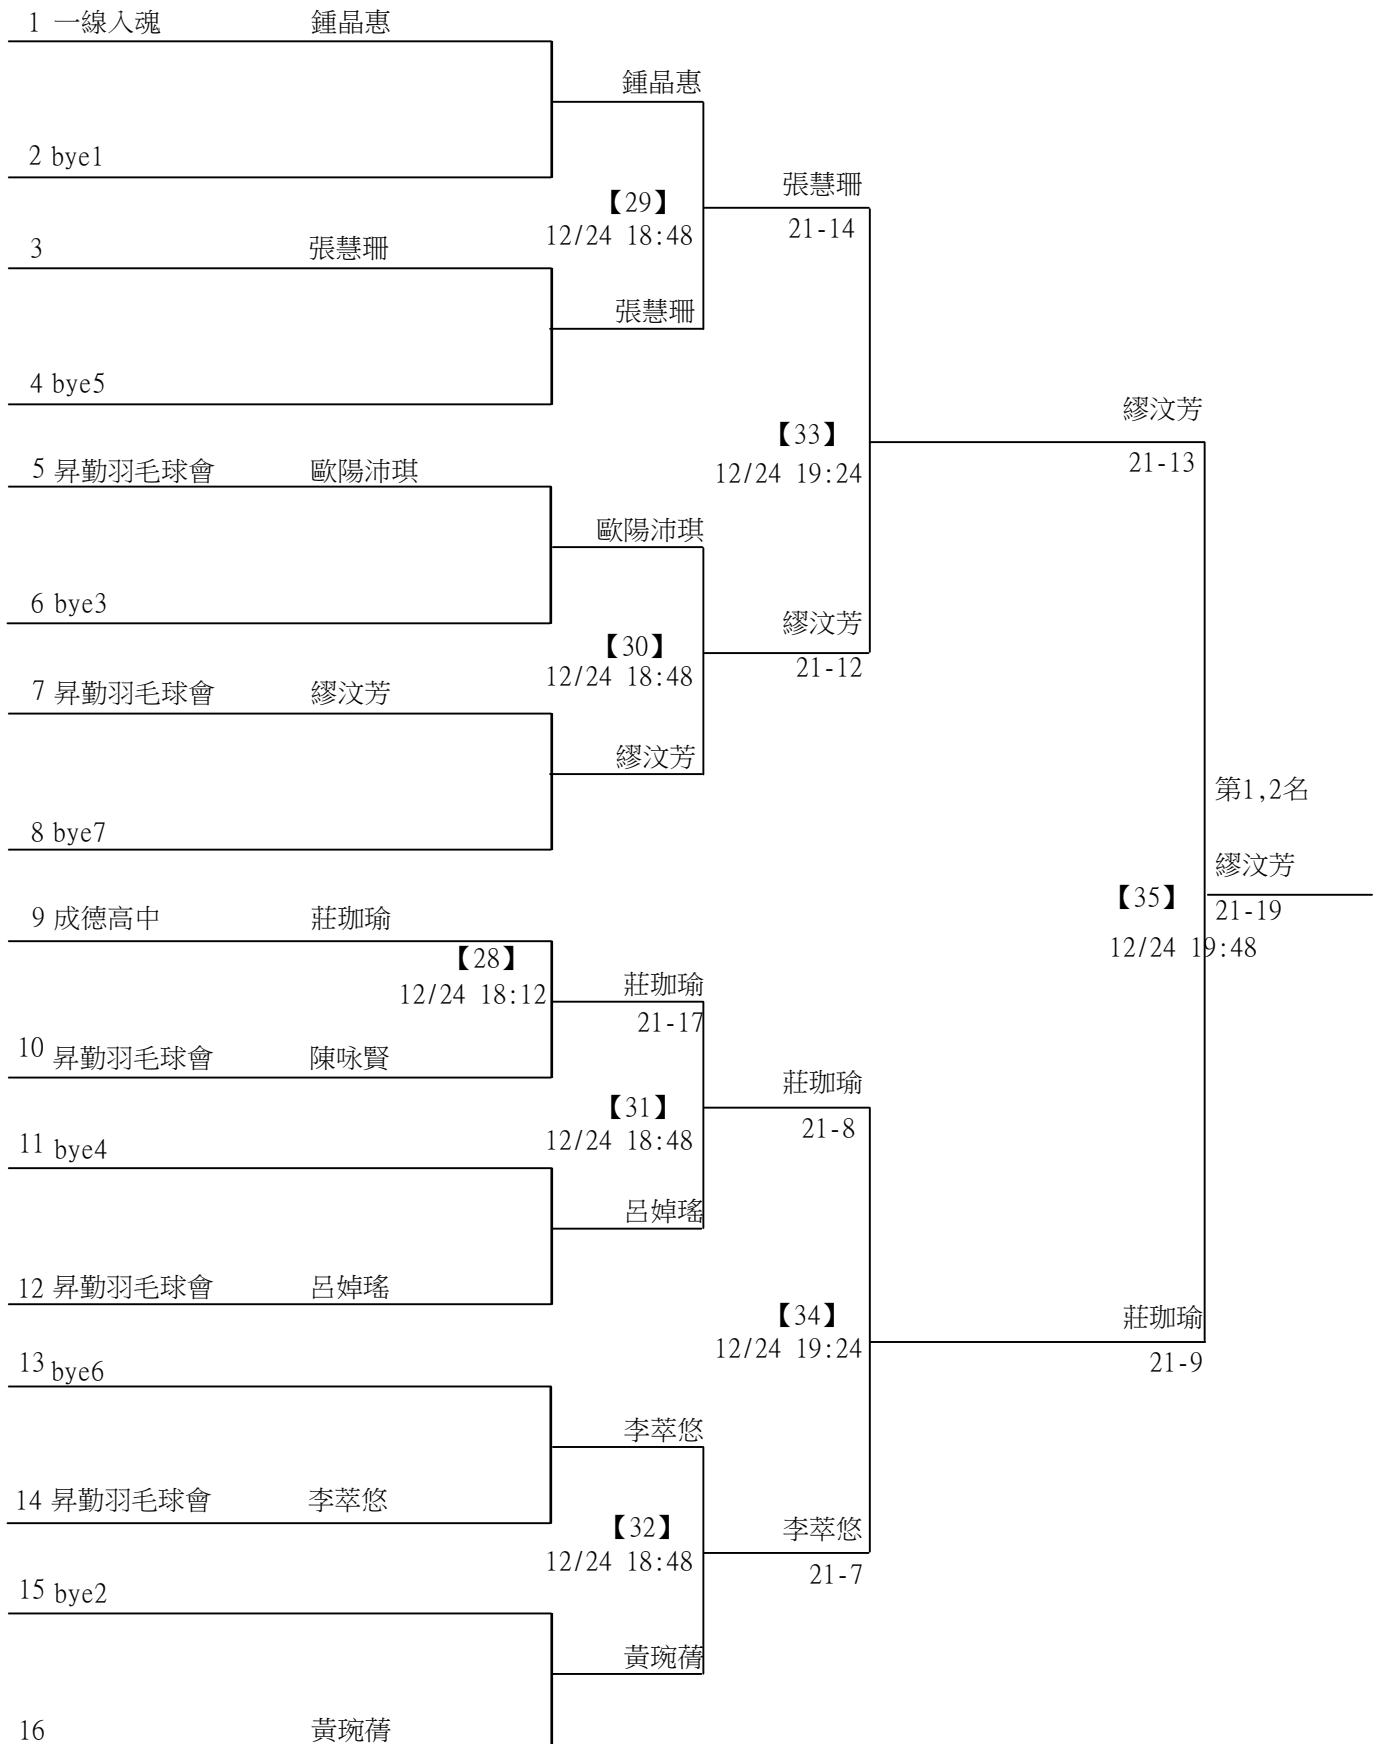 1 一線入魂 鍾晶惠
鍾晶惠
2 bye1
張慧珊
【29】
21-14
12/24 18:48
3 張慧珊
張慧珊
4 bye5
繆汶芳
【33】
21-13
12/24 19:24
5 昇勤羽毛球會 歐陽沛琪
歐陽沛琪
6 bye3
繆汶芳
【30】
21-12
12/24 18:48
7 昇勤羽毛球會 繆汶芳
繆汶芳
第1,2名
8 bye7
繆汶芳
【35】
21-19
12/24 19:48
9 成德高中 莊珈瑜
【28】
12/24 18:12
莊珈瑜
21-17
10 昇勤羽毛球會 陳咏賢
莊珈瑜
【31】
21-8
12/24 18:48
11 bye4
呂婥瑤
12 昇勤羽毛球會 呂婥瑤
【34】
12/24 19:24
莊珈瑜
21-9
13 bye6
李萃悠
14 昇勤羽毛球會 李萃悠
【32】
李萃悠
12/24 18:48
21-7
15 bye2
黃琬蒨
16 黃琬蒨